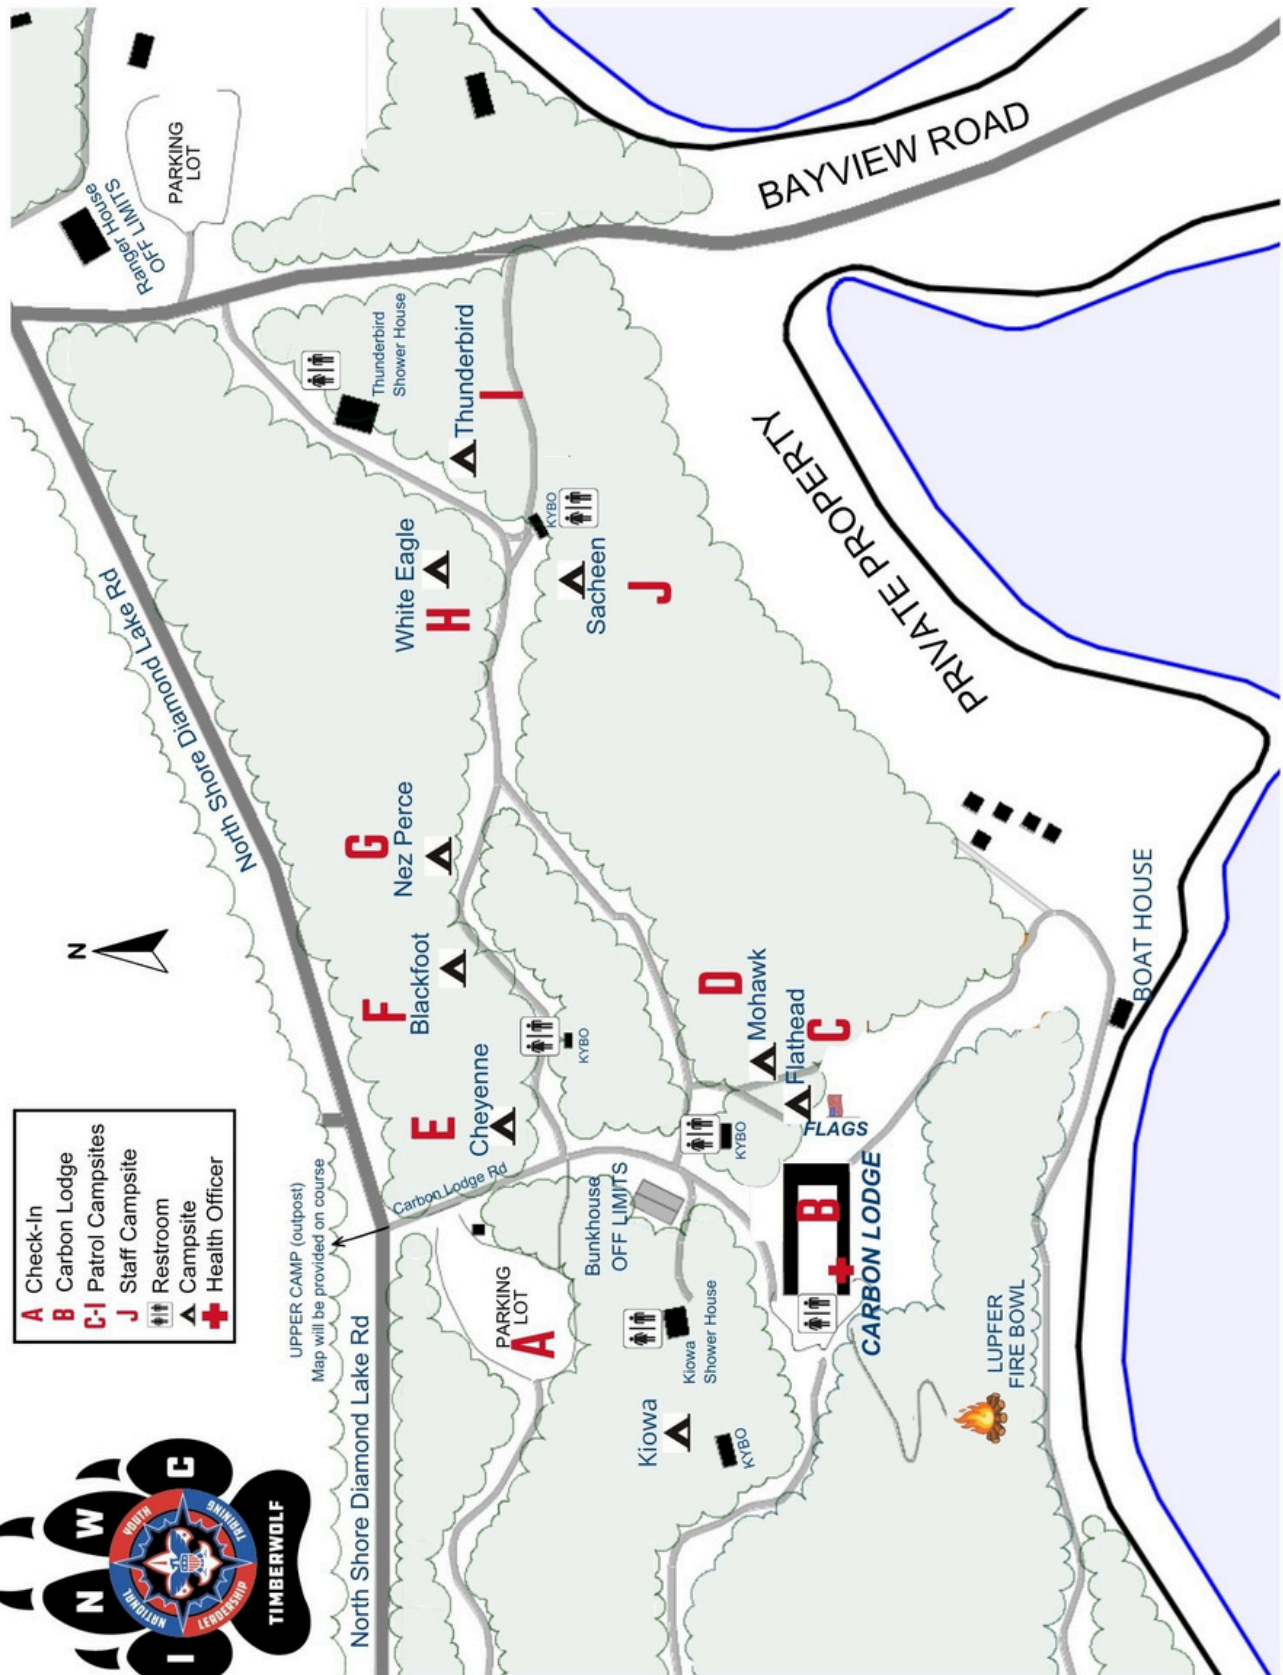 I N W C
NATIONAL YOUTH
LEADERSHIP TRAINING
TIMBERWOLF
A Check-In
B Carbon Lodge
C-I Patrol Campsites
J Staff Campsite
Restroom
Campsite
Health Officer
N
UPPER CAMP (outpost)
Map will be provided on course
North Shore Diamond Lake Rd
North Shore Diamond Lake Rd
Carbon Lodge Rd
Ranger House
OFF LIMITS
PARKING
LOT
BAYVIEW ROAD
PARKING
LOT
A
E
Cheyenne
F
Blackfoot
G
Nez Perce
White Eagle
H
Thunderbird
Shower House
Thunderbird
I
KYBO
Sacheen
J
KYBO
Bunkhouse
OFF LIMITS
Kiowa
Kiowa
Shower House
KYBO
KYBO
D
Mohawk
Flathead
C
FLAGS
B
CARBON LODGE
LUPFER
FIRE BOWL
BOAT HOUSE
PRIVATE PROPERTY